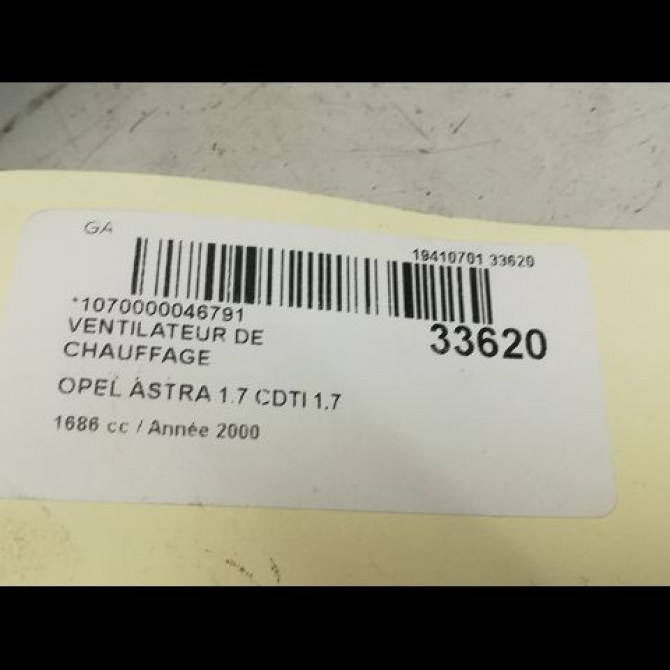 GA
19410701 33620
*1070000046791
33620
VENTILATEUR DE
CHAUFFAGE
OPEL ASTRA 1.7 CDTI 1.7
1686 cc / Année 2000